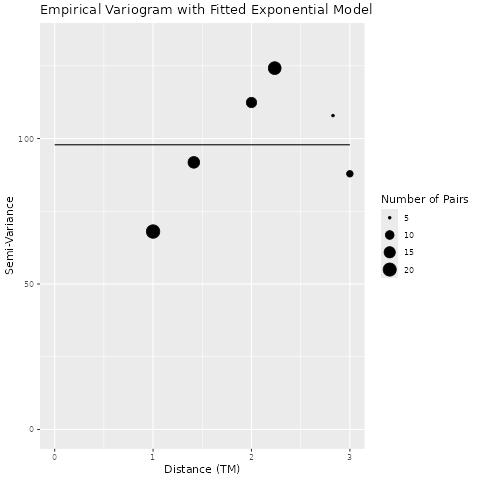 Empirical Variogram with Fitted Exponential Model
100
50
0
Semi-Variance
0 1 2 3
Distance (TM)
Number of Pairs
5
10
15
20